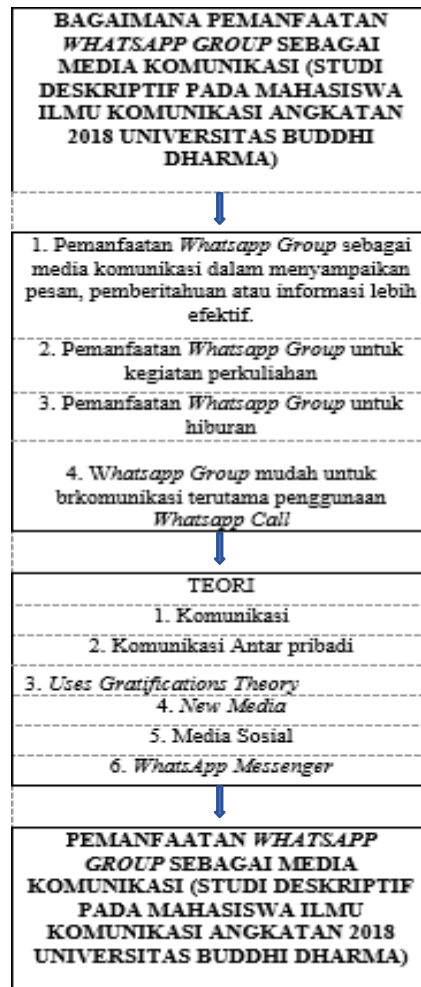 BAGAIMANA PEMANFAATAN
WHATSAPP GROUP SEBAGAI
MEDIA KOMUNIKASI (STUDI
DESKRIPTIF PADA MAHASISWA
ILMU KOMUNIKASI ANGKATAN
2018 UNIVERSITAS BUDDHI
DHARMA)
1. Pemanfaatan Whatsapp Group sebagai
media komunikasi dalam menyampaikan
pesan, pemberitahuan atau informasi lebih
efektif.
2. Pemanfaatan Whatsapp Group untuk
kegiatan perkuliahan
3. Pemanfaatan Whatsapp Group untuk
hiburan
4. Whatsapp Group mudah untuk
brkomunikasi terutama penggunaan
Whatsapp Call
TEORI
1. Komunikasi
2. Komunikasi Antar pribadi
3. Uses Gratifications Theory
4. New Media
5. Media Sosial
6. WhatsApp Messenger
PEMANFAATAN WHATSAPP
GROUP SEBAGAI MEDIA
KOMUNIKASI (STUDI DESKRIPTIF
PADA MAHASISWA ILMU
KOMUNIKASI ANGKATAN 2018
UNIVERSITAS BUDDHI DHARMA)